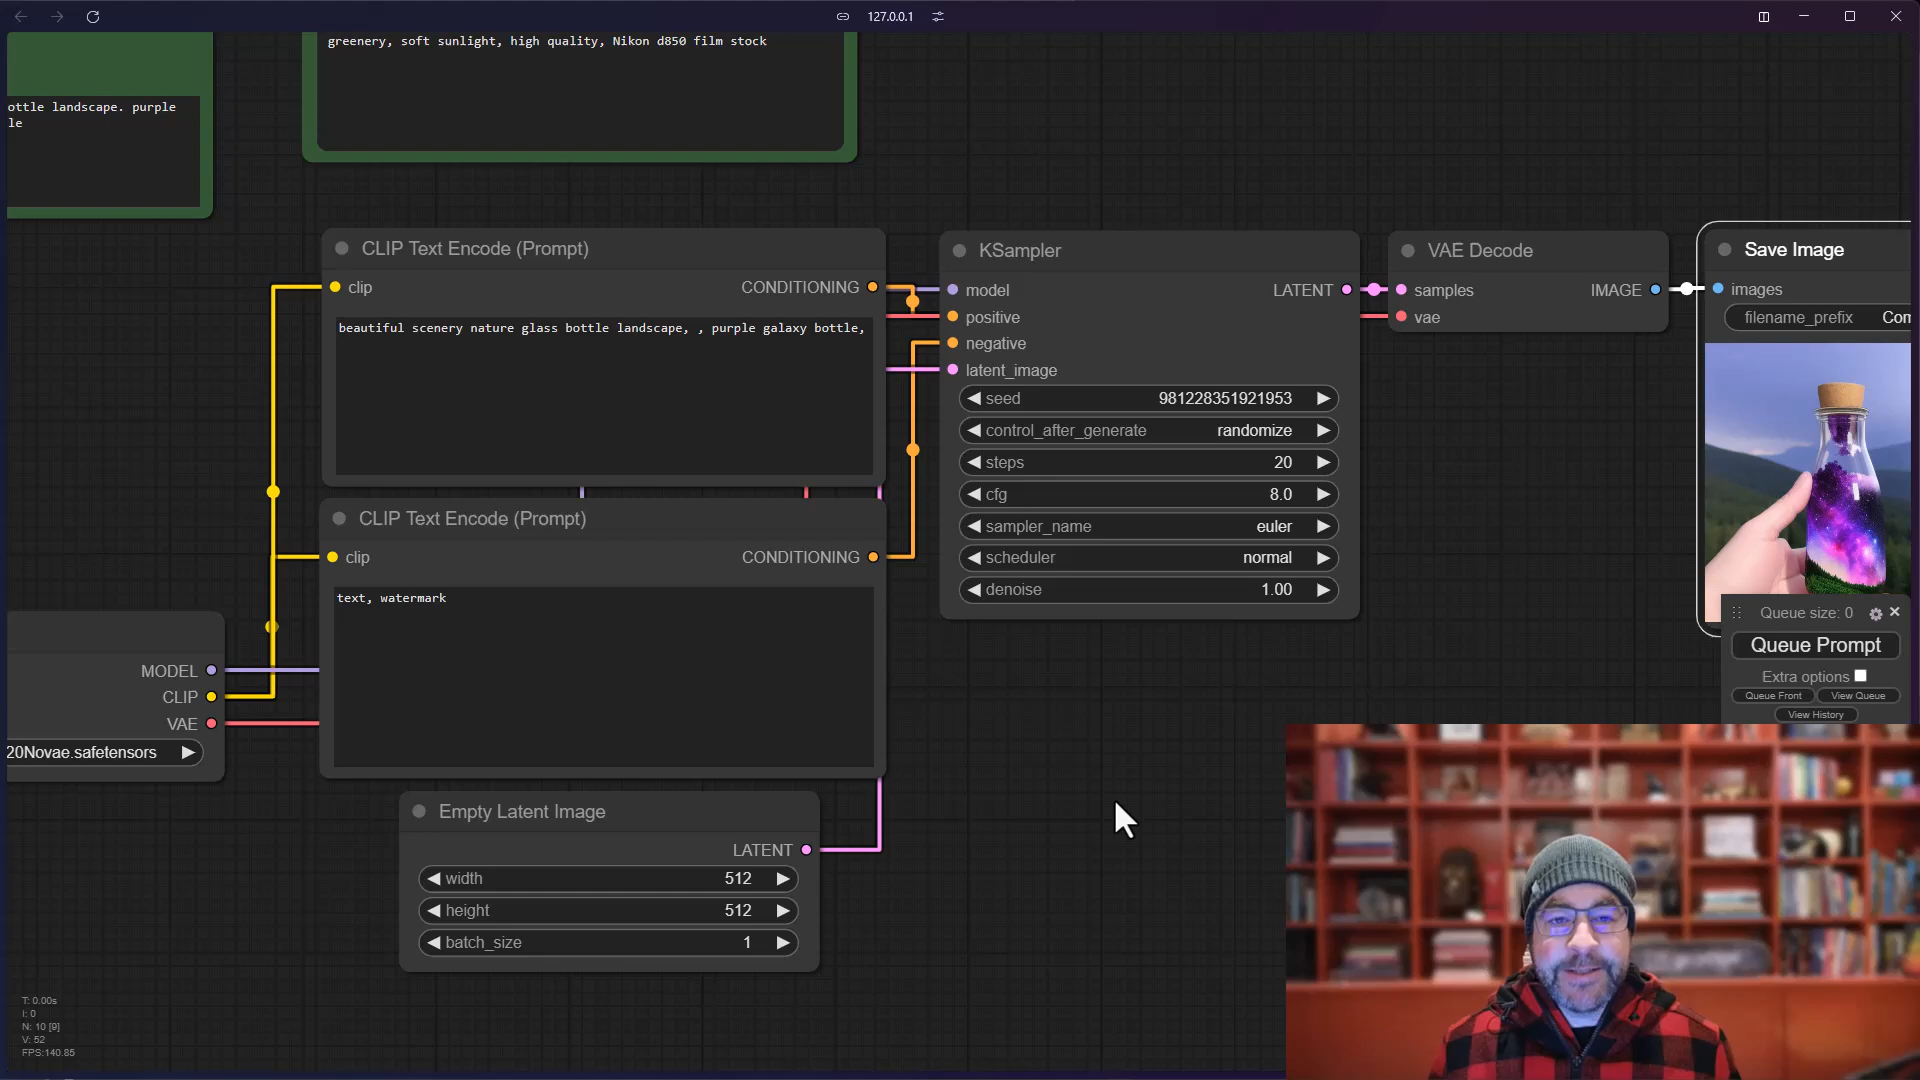 127.0.0.1
greenery, soft sunlight, high quality, Nikon d850 film stock
ottle landscape. purple
le
CLIP Text Encode (Prompt)
clip
CONDITIONING
beautiful scenery nature glass bottle landscape, , purple galaxy bottle,
CLIP Text Encode (Prompt)
clip
CONDITIONING
text, watermark
MODEL
CLIP
VAE
20Novae.safetensors
Empty Latent Image
LATENT
width 512
height 512
batch_size 1
KSampler
model
LATENT
positive
negative
latent_image
seed 981228351921953
control_after_generate randomize
steps 20
cfg 8.0
sampler_name euler
scheduler normal
denoise 1.00
VAE Decode
samples
IMAGE
vae
Save Image
images
filename_prefix Com
Queue size: 0
Queue Prompt
Extra options
Queue Front View Queue
View History
T: 0.00s
I: 0
N: 10 [9]
V: 52
FPS:140.85